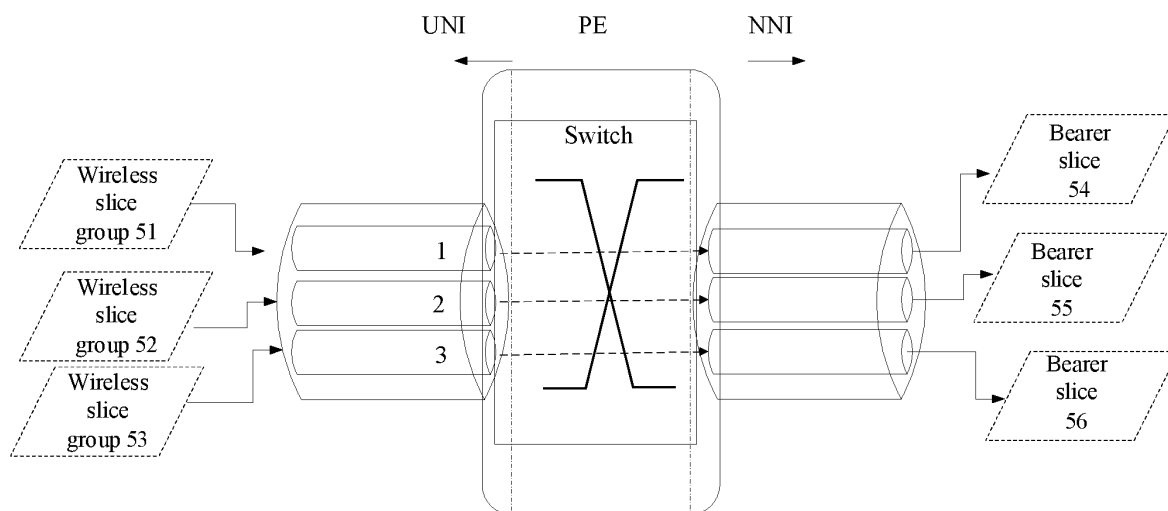 UNI PE NNI
Switch
Wireless
slice
group 51
Wireless
slice
group 52
Wireless
slice
group 53
1
2
3
Bearer
slice
54
Bearer
slice
55
Bearer
slice
56